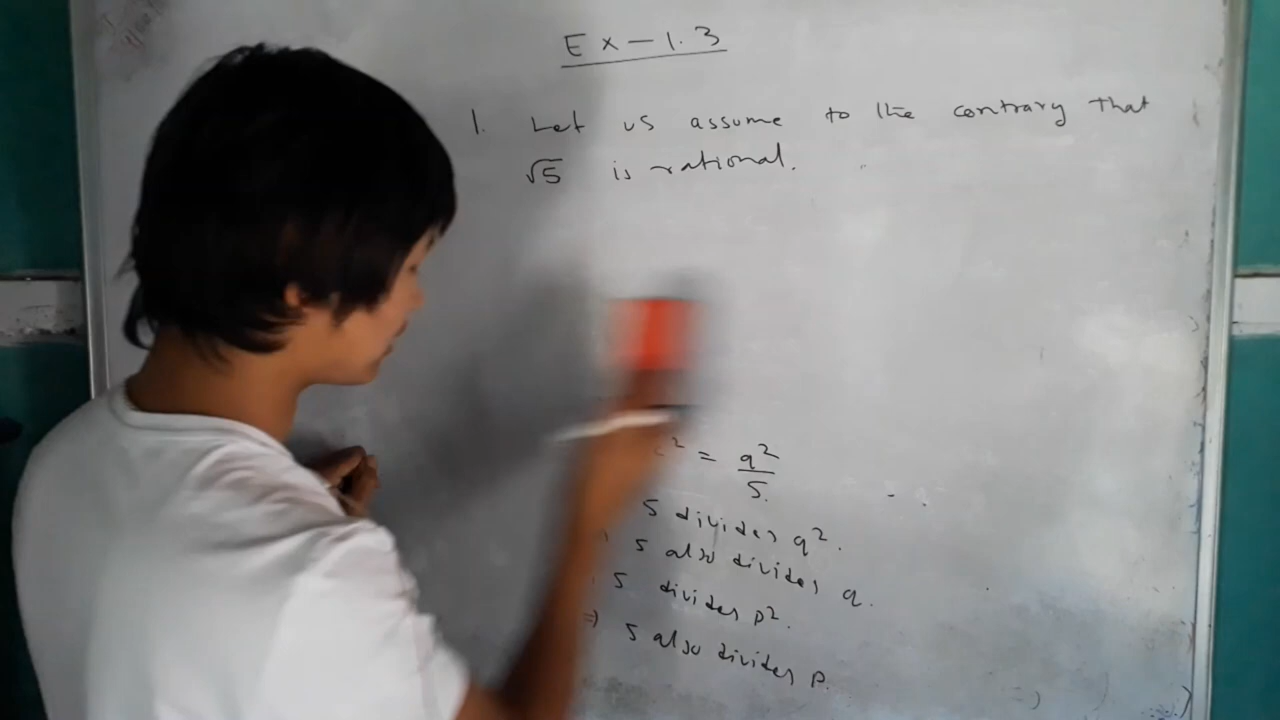 Ex-1.3
1. Let us assume to the contrary that
√5 is rational.
c² = q²/5.
5 divides q².
5 also divides q.
5 divides p².
⇒ 5 also divides p.